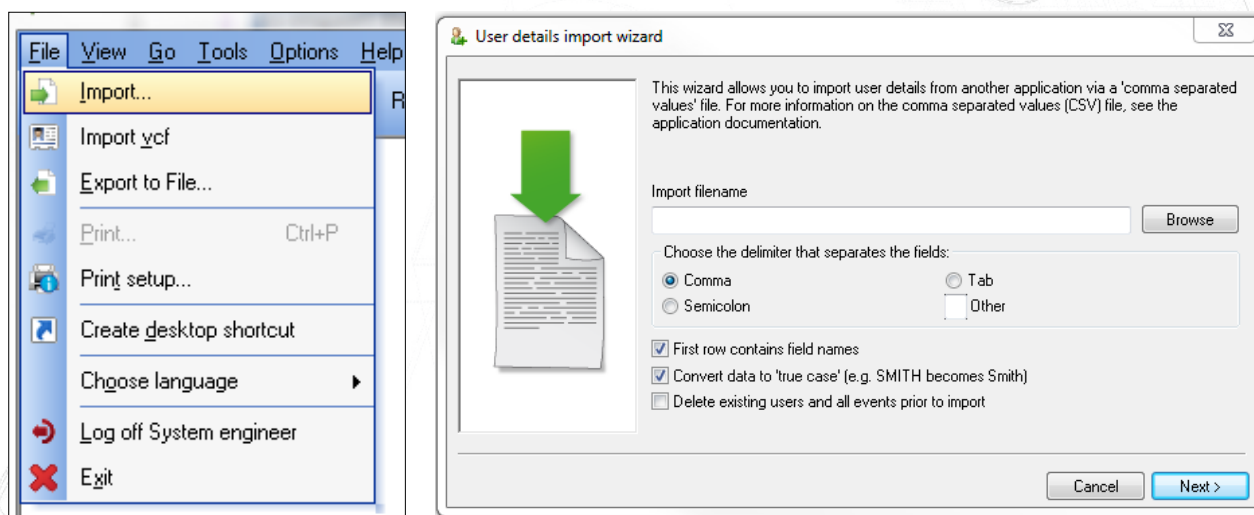 File View Go Tools Options Help
Import...
R
Import vcf
Export to File...
Print... Ctrl+P
Print setup...
Create desktop shortcut
Choose language
Log off System engineer
Exit
User details import wizard
This wizard allows you to import user details from another application via a 'comma separated
values' file. For more information on the comma separated values (CSV) file, see the
application documentation.
Import filename
Browse
Choose the delimiter that separates the fields:
Comma Tab
Semicolon Other
First row contains field names
Convert data to 'true case' (e.g. SMITH becomes Smith)
Delete existing users and all events prior to import
Cancel Next >